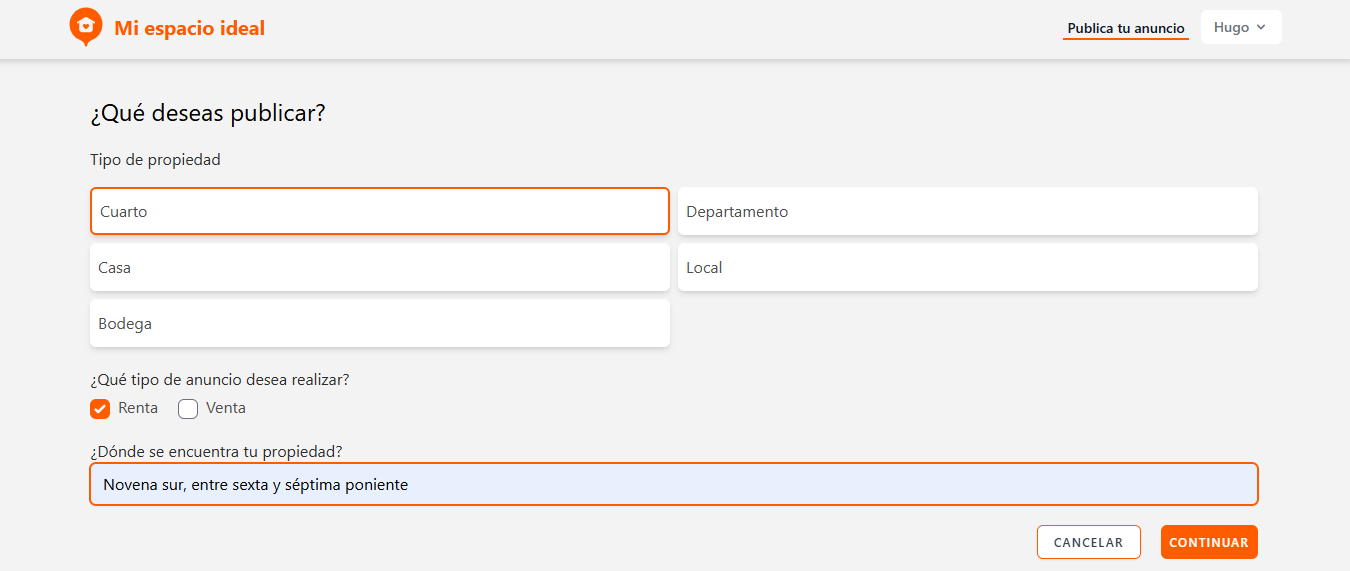 Mi espacio ideal
Publica tu anuncio
Hugo
¿Qué deseas publicar?
Tipo de propiedad
Cuarto
Departamento
Casa
Local
Bodega
¿Qué tipo de anuncio desea realizar?
Renta
Venta
¿Dónde se encuentra tu propiedad?
Novena sur, entre sexta y séptima poniente
CANCELAR
CONTINUAR